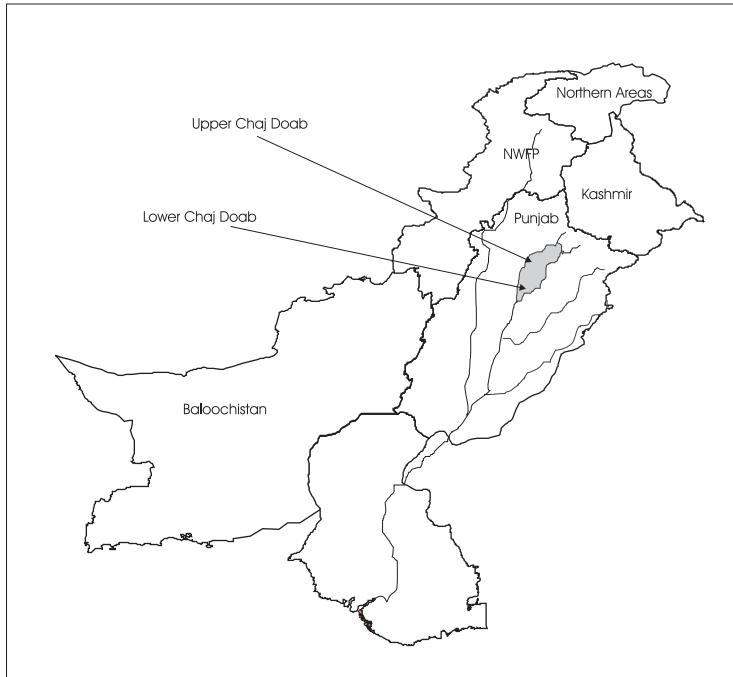 Northern Areas
Upper Chaj Doab
NWFP
Kashmir
Lower Chaj Doab
Punjab
Baloochistan